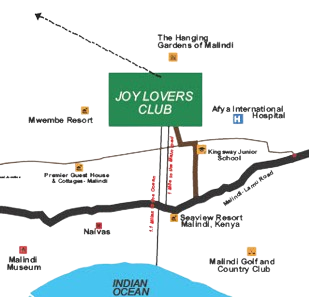 The Hanging
Gardens of Malindi
JOY LOVERS
CLUB
Mwembe Resort
Afya International
Hospital
Kingsway Junior
School
Premier Guest House
& Cottages- Malindi
Malindi- Lamu Road
Seaview Resort
Malindi, Kenya
Naivas
Malindi
Museum
Malindi Golf and
Country Club
INDIAN
OCEAN